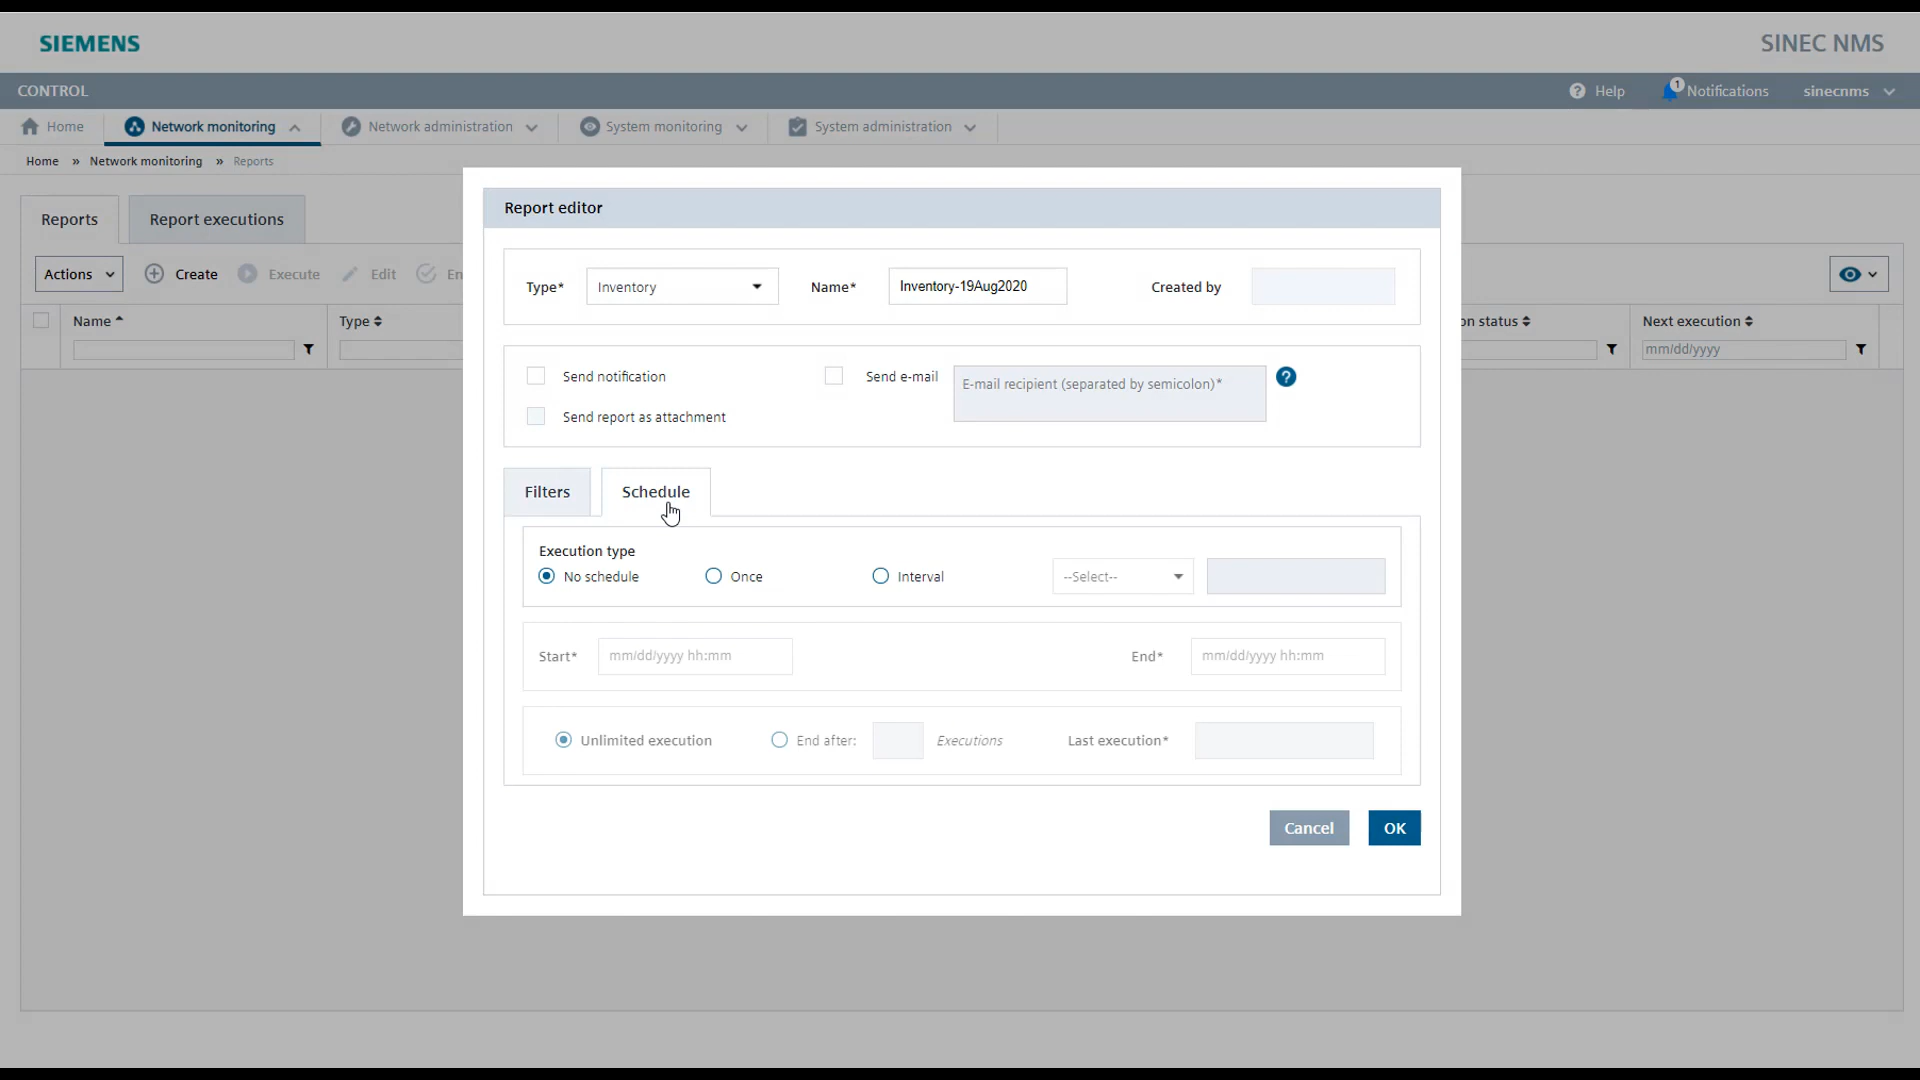 SIEMENS
SINEC NMS
CONTROL
? Help
1
Notifications
sinecnms
Home
Network monitoring
Network administration
System monitoring
System administration
Home » Network monitoring » Reports
Reports
Report executions
Actions
Create
Execute
Edit
En
Name
Type
on status
Next execution
mm/dd/yyyy
Report editor
Type*
Inventory
Name*
Inventory-19Aug2020
Created by
Send notification
Send e-mail
E-mail recipient (separated by semicolon)*
?
Send report as attachment
Filters
Schedule
Execution type
No schedule
Once
Interval
--Select--
Start*
mm/dd/yyyy hh:mm
End*
mm/dd/yyyy hh:mm
Unlimited execution
End after:
Executions
Last execution*
Cancel
OK